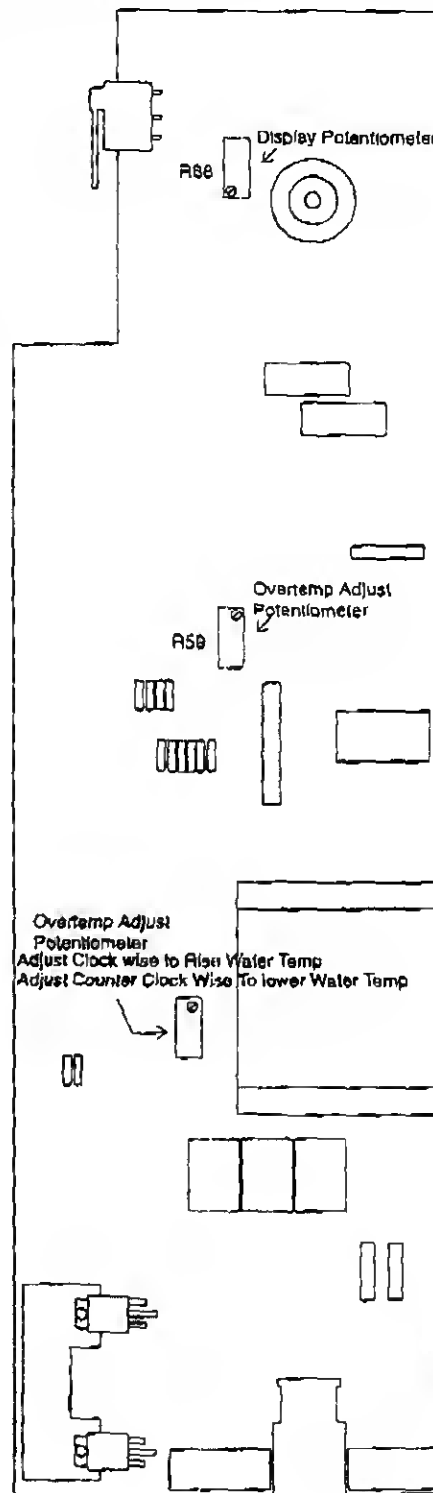 Display Potentiometer
R68
Overtemp Adjust
Potentiometer
R59
Overtemp Adjust
Potentiometer
Adjust Clock wise to Rise Water Temp
Adjust Counter Clock Wise To lower Water Temp